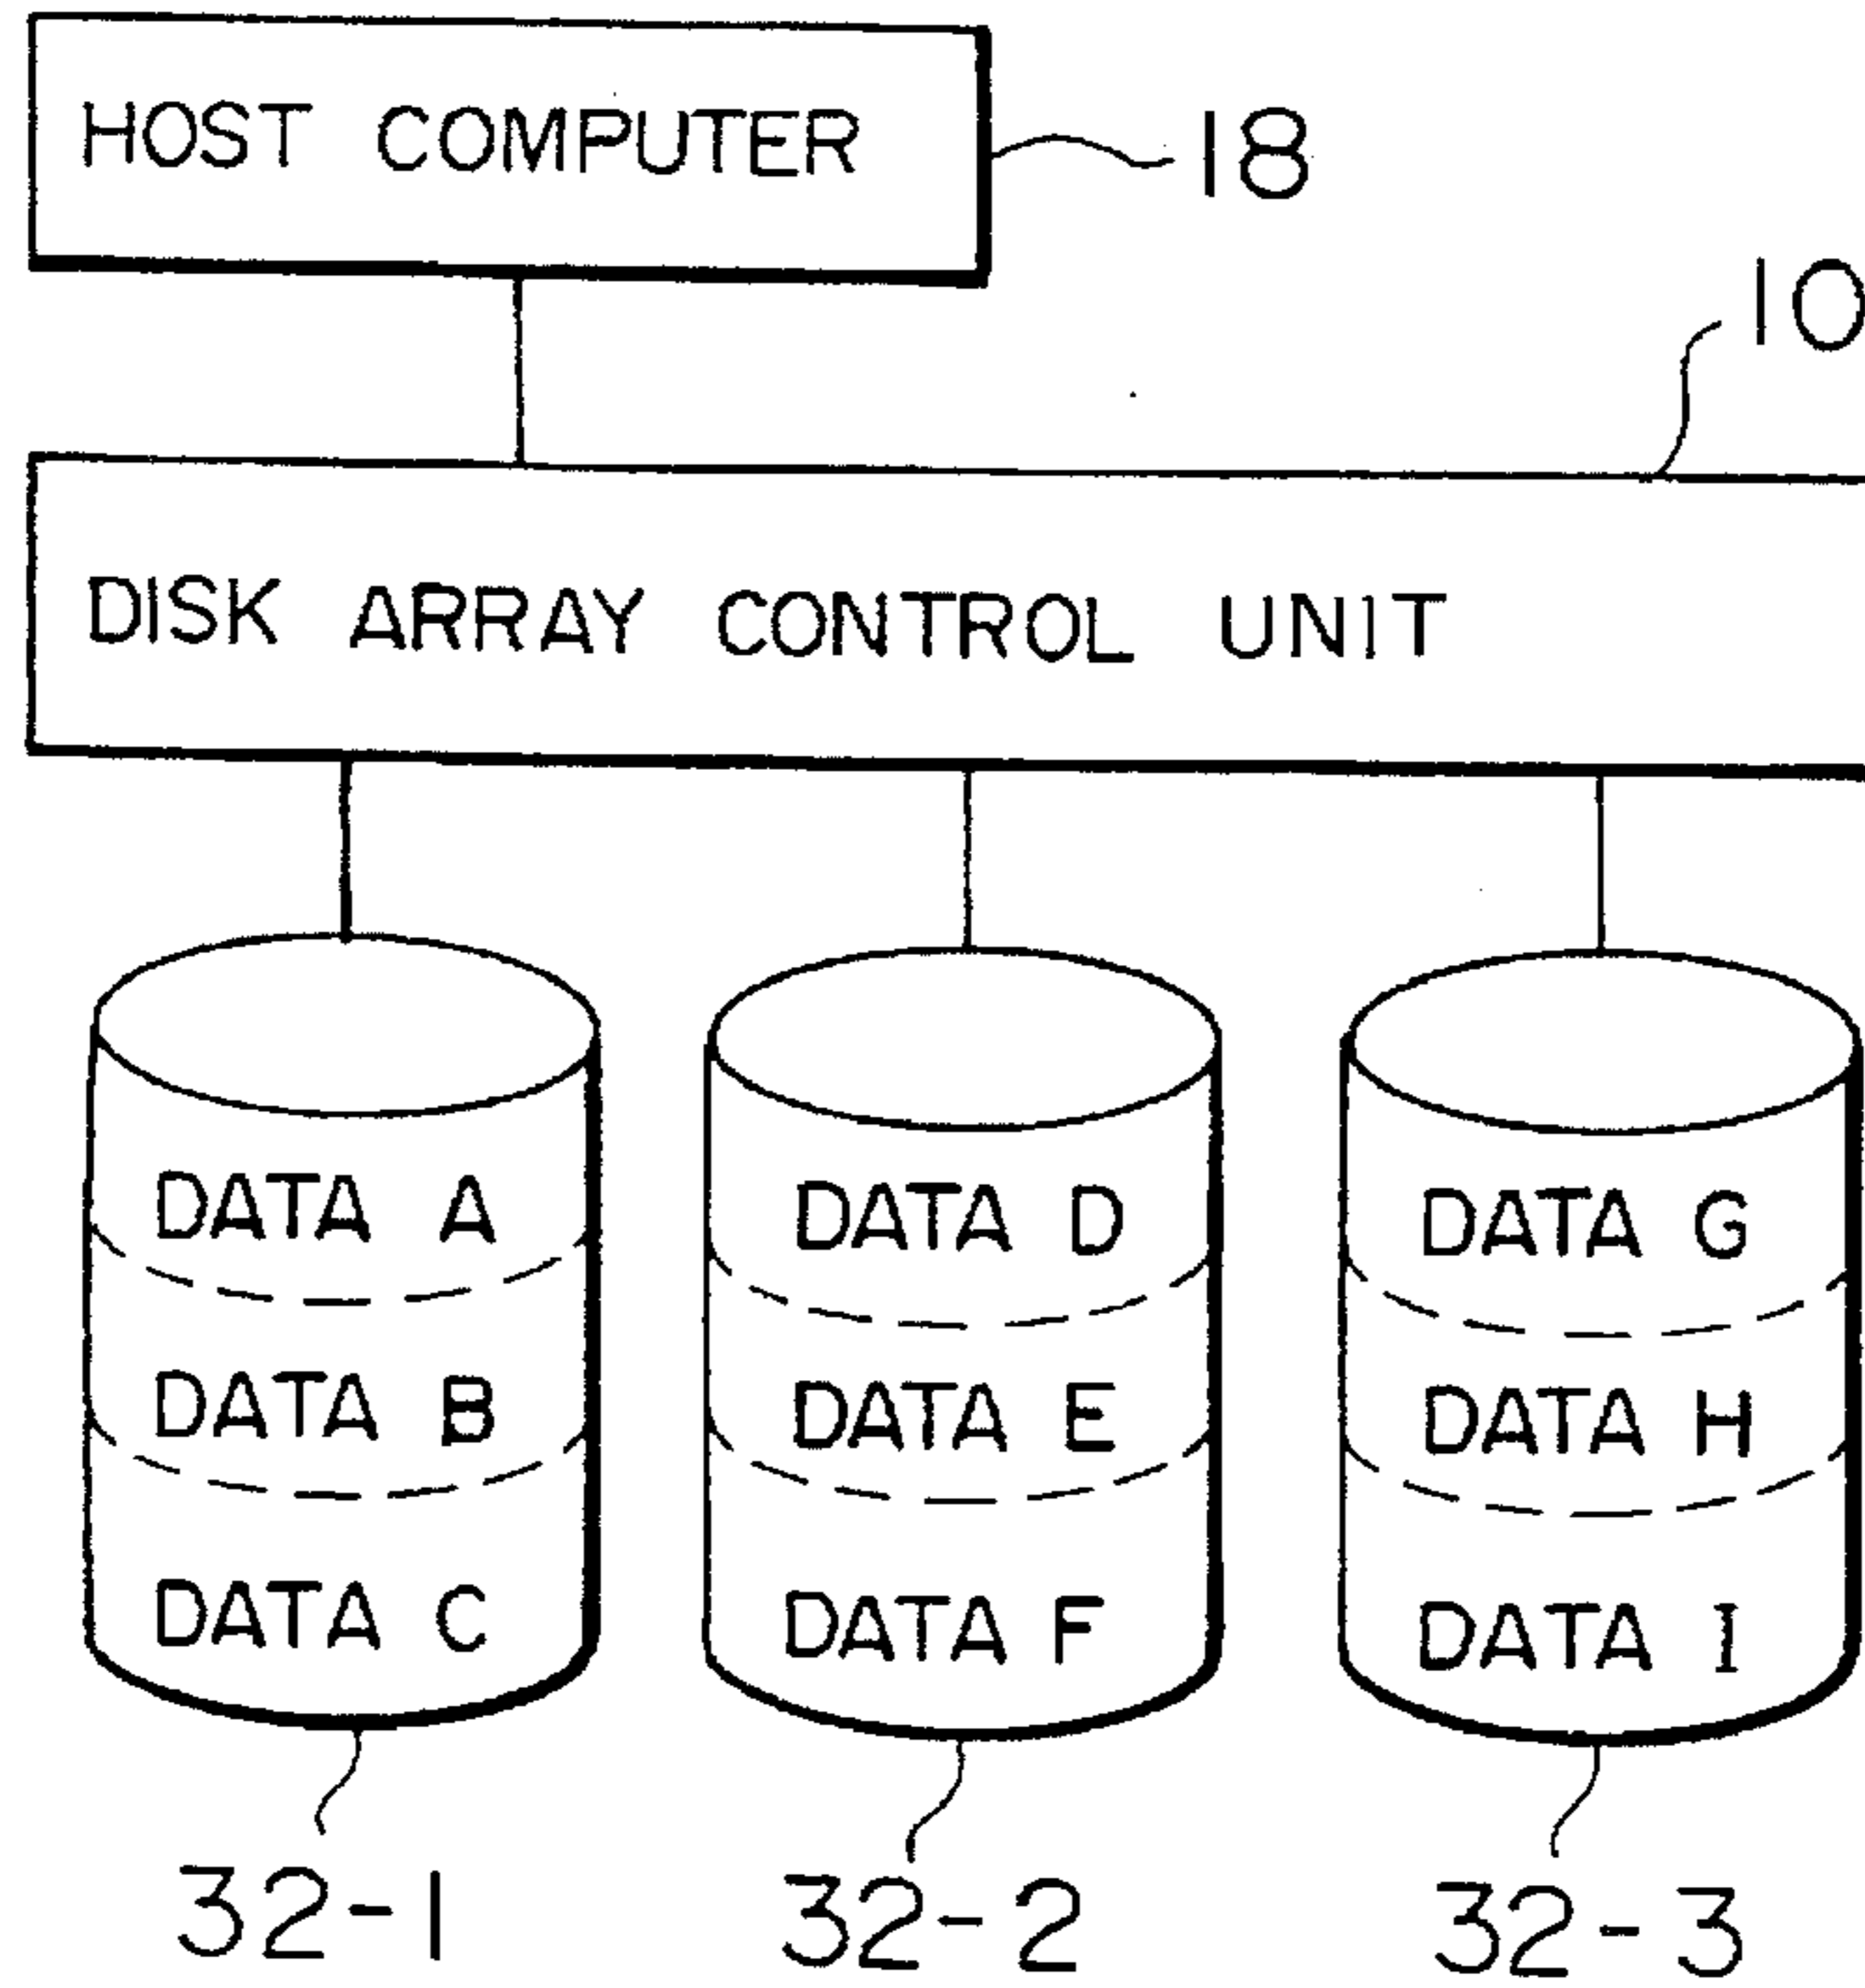 HOST COMPUTER
18
10
DISK ARRAY CONTROL UNIT
DATA A
DATA D
DATA G
DATA B
DATA E
DATA H
DATA C
DATA F
DATA I
32-1
32-2
32-3